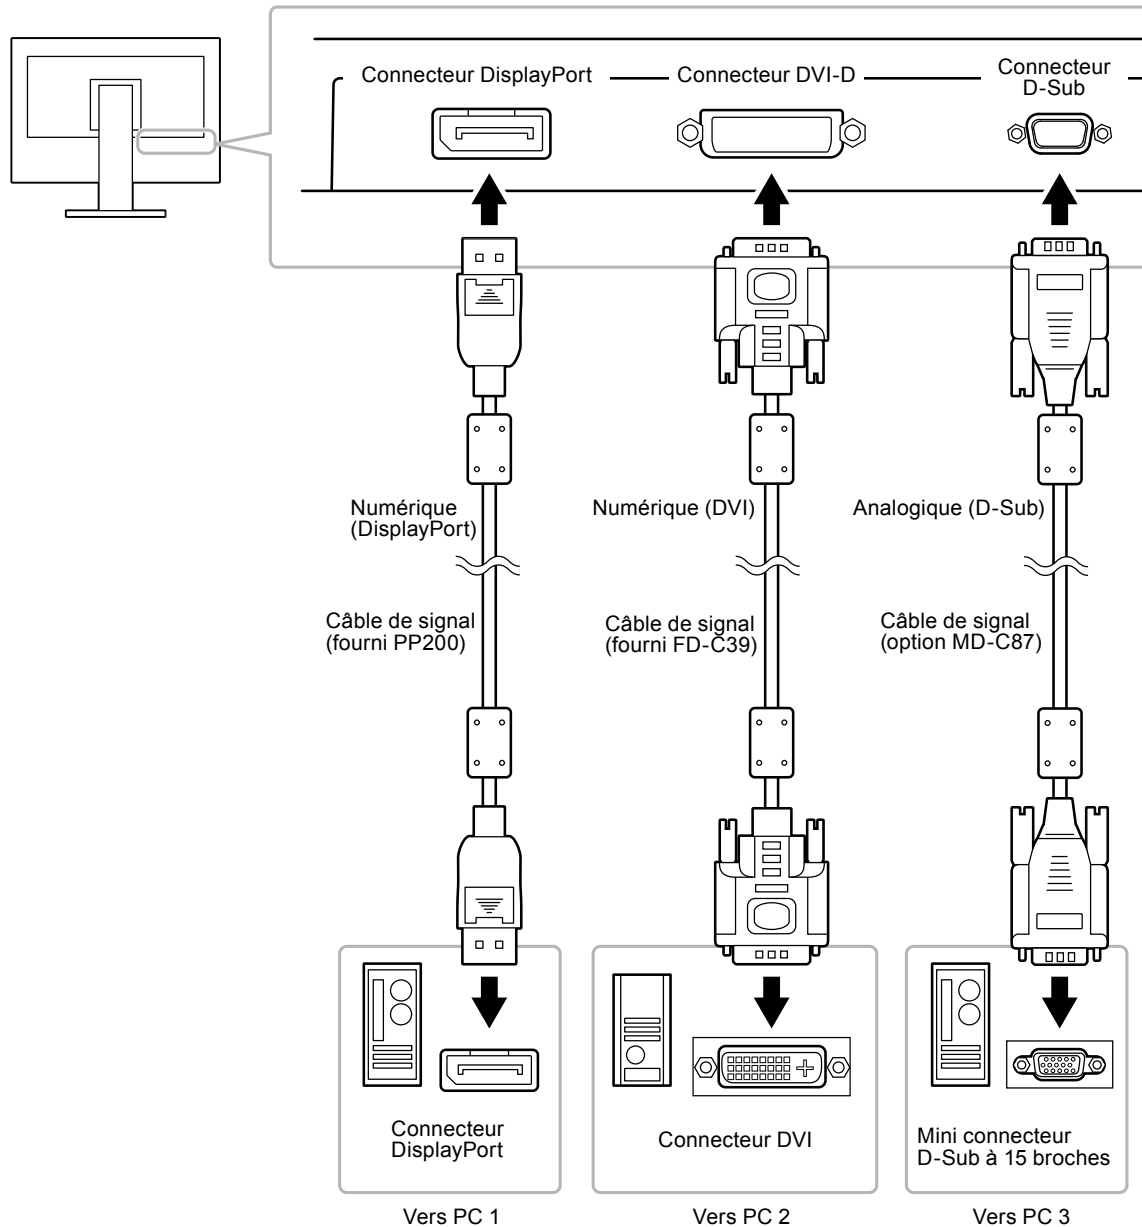 Connecteur DisplayPort
Connecteur DVI-D
Connecteur
D-Sub
Numérique
(DisplayPort)
Numérique (DVI)
Analogique (D-Sub)
Câble de signal
(fourni PP200)
Câble de signal
(fourni FD-C39)
Câble de signal
(option MD-C87)
Connecteur
DisplayPort
Connecteur DVI
Mini connecteur
D-Sub à 15 broches
Vers PC 1
Vers PC 2
Vers PC 3